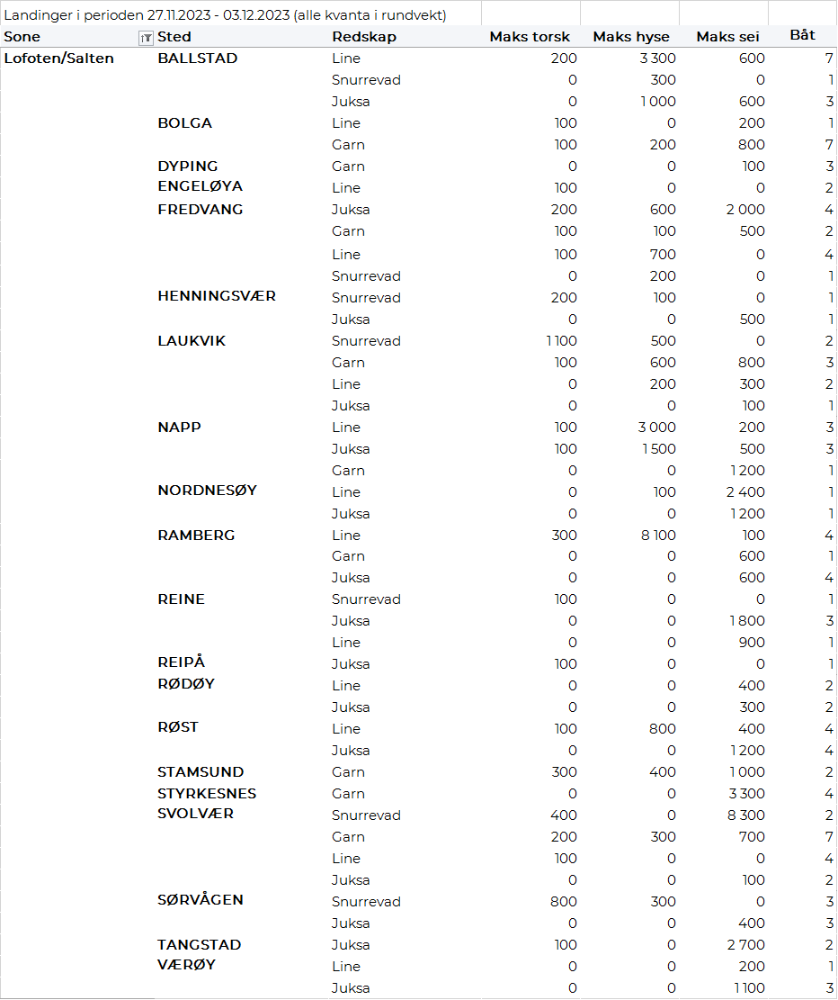 Landinger i perioden 27.11.2023 - 03.12.2023 (alle kvanta i rundvekt)
Sone Sted Redskap Maks torsk Maks hyse Maks sei Båt
Lofoten/Salten BALLSTAD Line 200 3 300 600 7
Snurrevad 0 300 0 1
Juksa 0 1 000 600 3
BOLGA Line 100 0 200 1
Garn 100 200 800 7
DYPING Garn 0 0 100 3
ENGELØYA Line 100 0 0 2
FREDVANG Juksa 200 600 2 000 4
Garn 100 100 500 2
Line 100 700 0 4
Snurrevad 0 200 0 1
HENNINGSVÆR Snurrevad 200 100 0 1
Juksa 0 0 500 1
LAUKVIK Snurrevad 1 100 500 0 2
Garn 100 600 800 3
Line 0 200 300 2
Juksa 0 0 100 1
NAPP Line 100 3 000 200 3
Juksa 100 1 500 500 3
Garn 0 0 1 200 1
NORDNESØY Line 0 100 2 400 1
Juksa 0 0 1 200 1
RAMBERG Line 300 8 100 100 4
Garn 0 0 600 1
Juksa 0 0 600 4
REINE Snurrevad 100 0 0 1
Juksa 0 0 1 800 3
Line 0 0 900 1
REIPÅ Juksa 100 0 0 1
RØDØY Line 0 0 400 2
Juksa 0 0 300 2
RØST Line 100 800 400 4
Juksa 0 0 1 200 4
STAMSUND Garn 300 400 1 000 2
STYRKESNES Garn 0 0 3 300 4
SVOLVÆR Snurrevad 400 0 8 300 2
Garn 200 300 700 7
Line 100 0 0 4
Juksa 0 0 100 2
SØRVÅGEN Snurrevad 800 300 0 3
Juksa 0 0 400 3
TANGSTAD Juksa 100 0 2 700 2
VÆRØY Line 0 0 200 1
Juksa 0 0 1 100 3